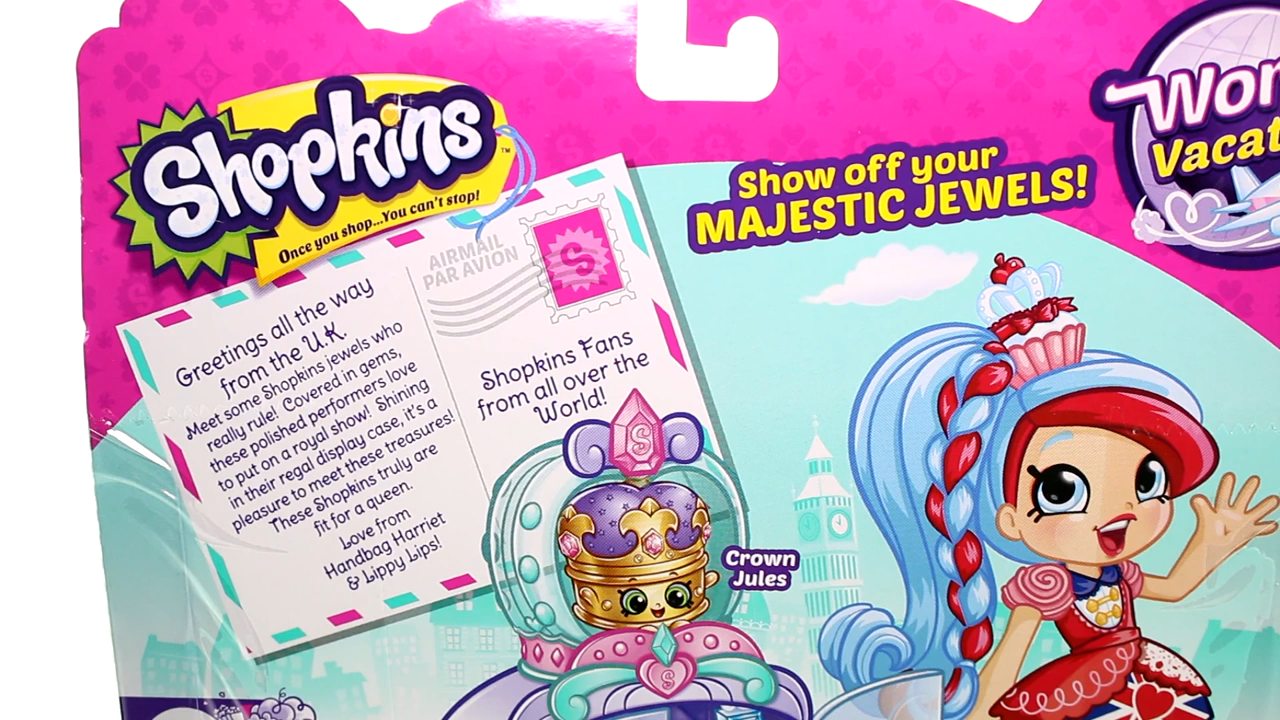 Shopkins
™
Once you shop...You can't stop!
Greetings all the way
from the U.K.
Meet some Shopkins jewels who
really rule! Covered in gems,
these polished performers love
to put on a royal show! Shining
in their regal display case, it's a
pleasure to meet these treasures!
These Shopkins truly are
fit for a queen.
Love from
Handbag Harriet
& Lippy Lips!
AIRMAIL
PAR AVION
S
Shopkins Fans
from all over the
World!
Show off your
MAJESTIC JEWELS!
S
Crown
Jules
S